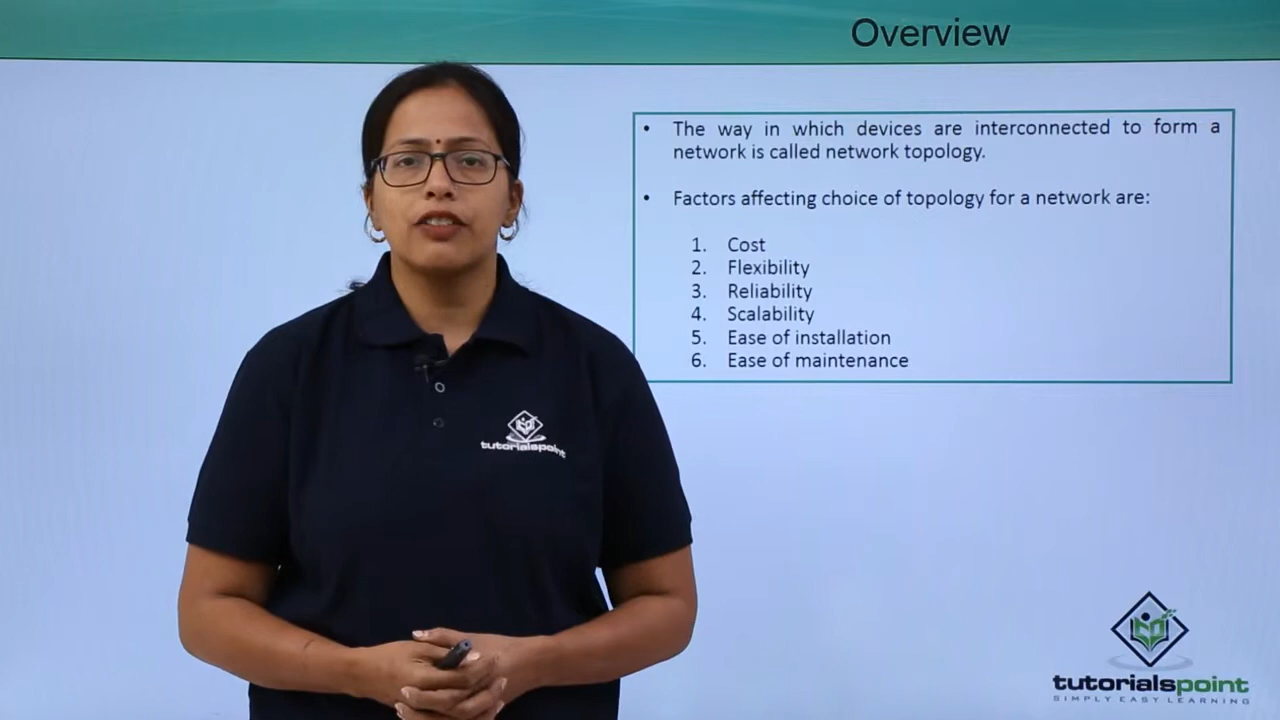 Overview
• The way in which devices are interconnected to form a
network is called network topology.
• Factors affecting choice of topology for a network are:
1. Cost
2. Flexibility
3. Reliability
4. Scalability
5. Ease of installation
6. Ease of maintenance
tutorialspoint
tutorialspoint
SIMPLY EASY LEARNING